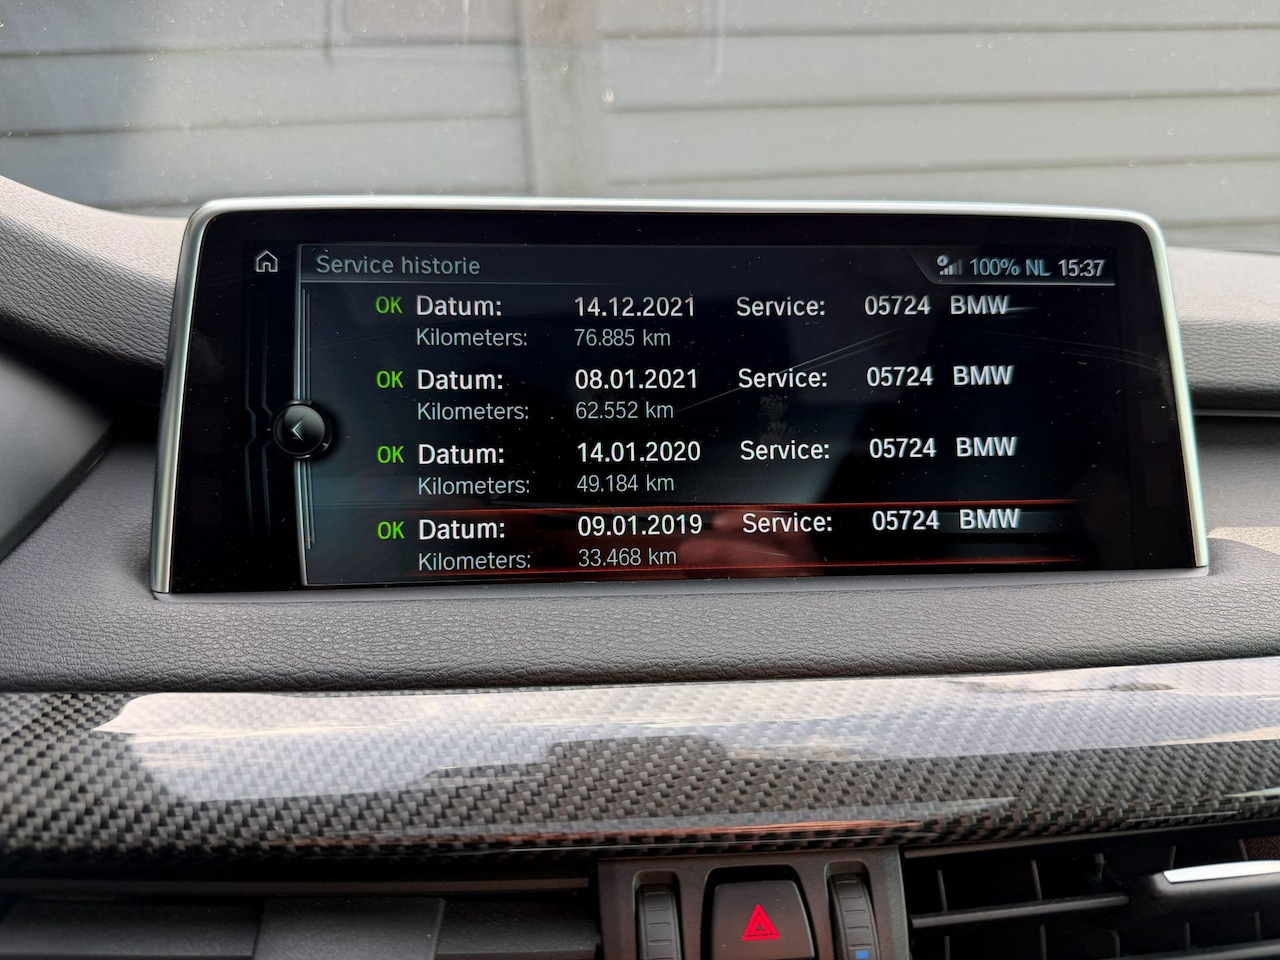 Service historie 100% NL 15:37
OK Datum: 14.12.2021 Service: 05724 BMW
Kilometers: 76.885 km
OK Datum: 08.01.2021 Service: 05724 BMW
Kilometers: 62.552 km
OK Datum: 14.01.2020 Service: 05724 BMW
Kilometers: 49.184 km
OK Datum: 09.01.2019 Service: 05724 BMW
Kilometers: 33.468 km